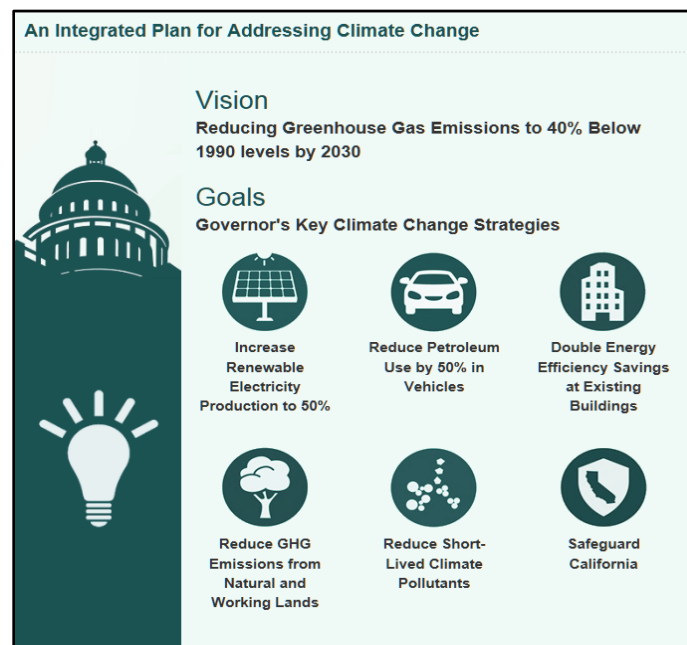 An Integrated Plan for Addressing Climate Change
Vision
Reducing Greenhouse Gas Emissions to 40% Below
1990 levels by 2030
Goals
Governor's Key Climate Change Strategies
Increase
Renewable
Electricity
Production to 50%
Reduce Petroleum
Use by 50% in
Vehicles
Double Energy
Efficiency Savings
at Existing
Buildings
Reduce GHG
Emissions from
Natural and
Working Lands
Reduce Short-
Lived Climate
Pollutants
Safeguard
California